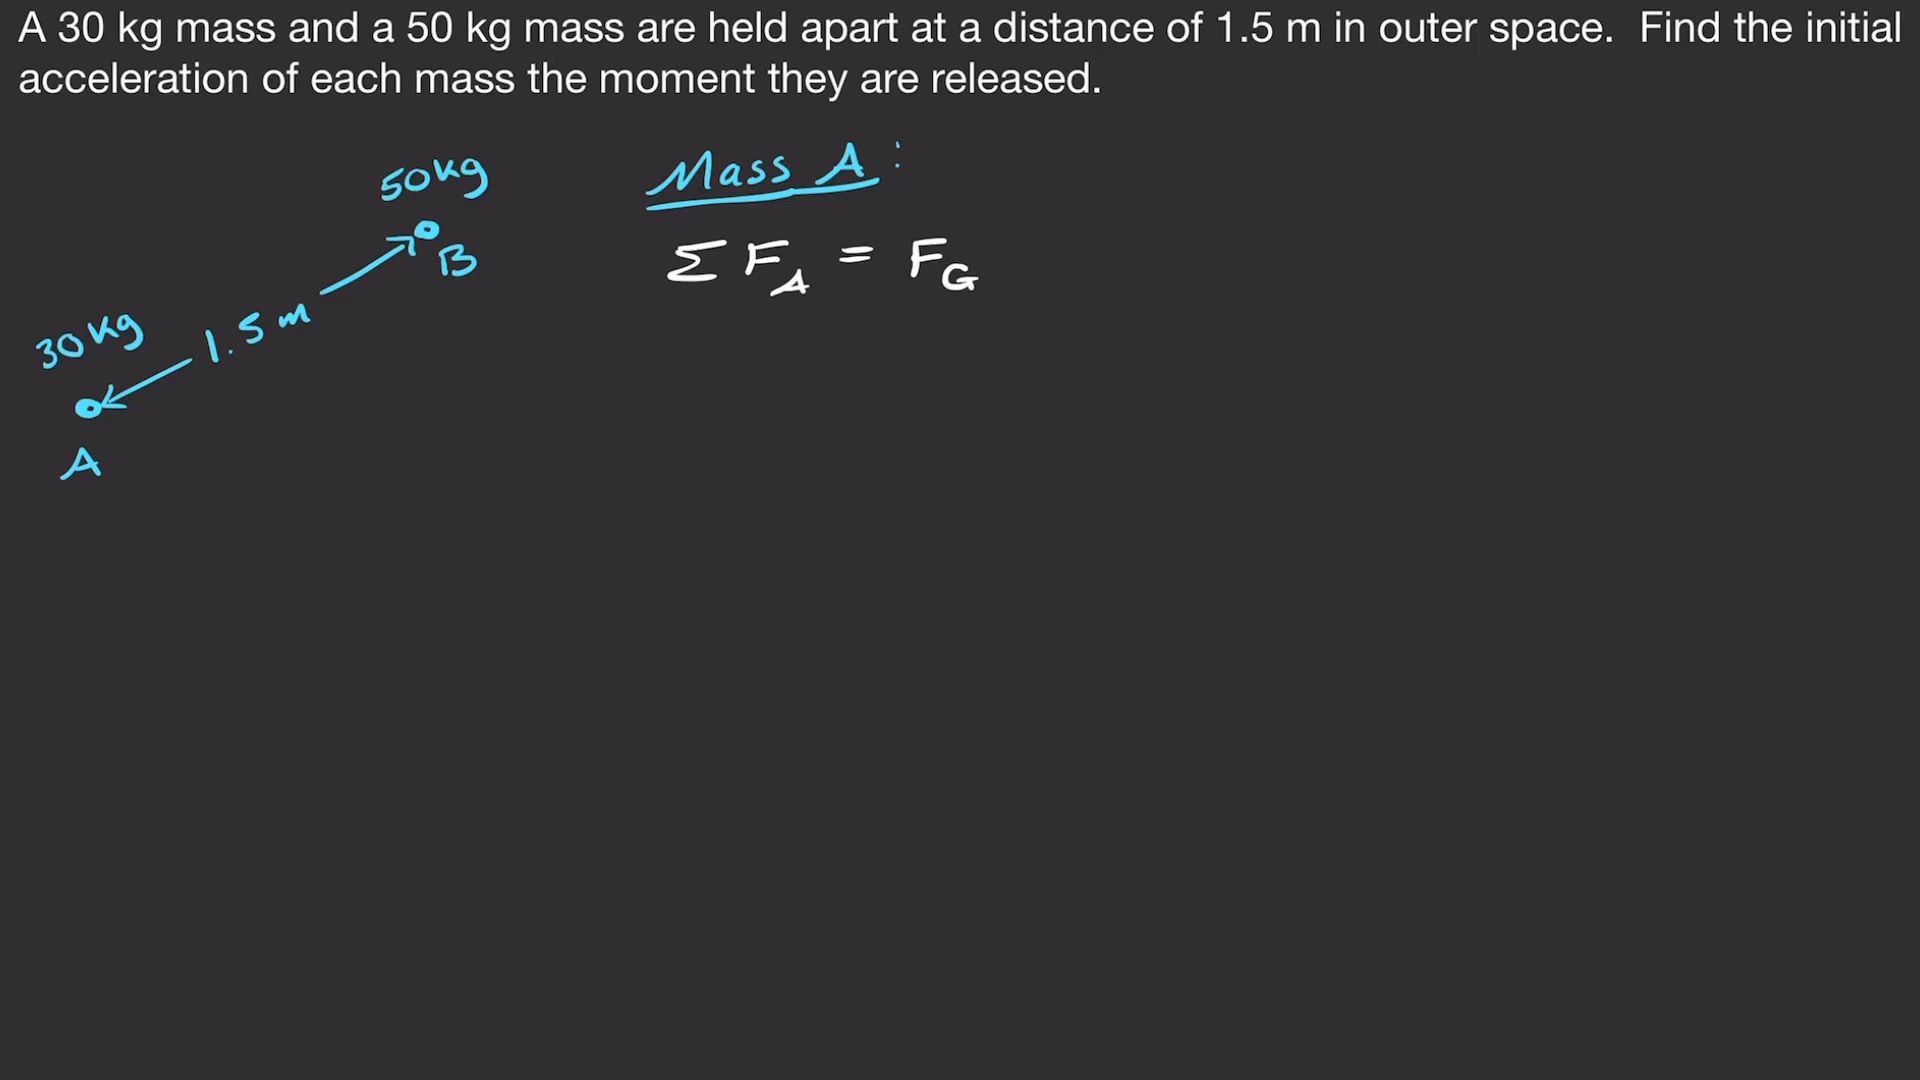 A 30 kg mass and a 50 kg mass are held apart at a distance of 1.5 m in outer space. Find the initial
acceleration of each mass the moment they are released.
50kg
B
1.5 m
30kg
A
Mass A:
ΣF_A = F_G